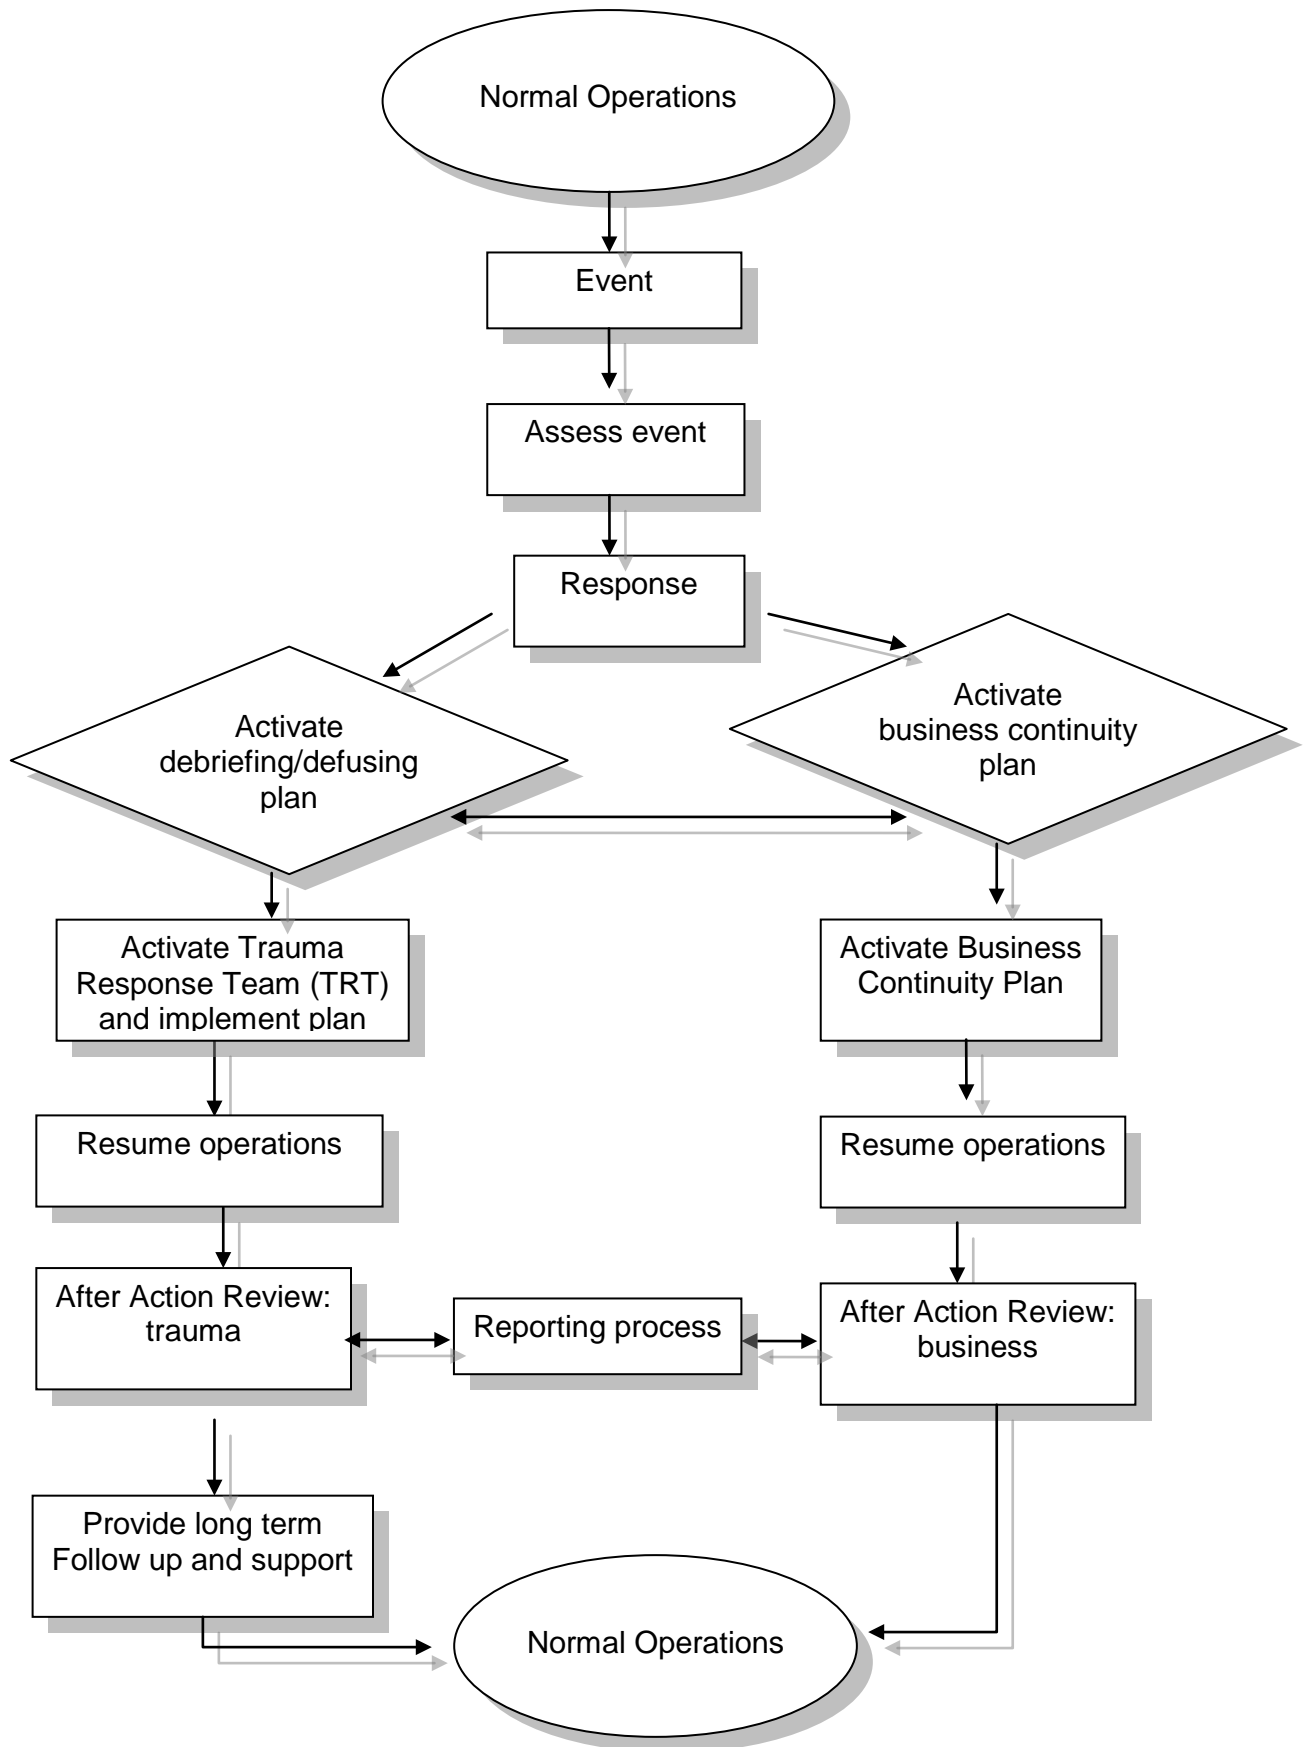 Normal Operations
Event
Assess event
Response
Activate
debriefing/defusing
plan
Activate
business continuity
plan
Activate Trauma
Response Team (TRT)
and implement plan
Activate Business
Continuity Plan
Resume operations
Resume operations
After Action Review:
trauma
Reporting process
After Action Review:
business
Provide long term
Follow up and support
Normal Operations